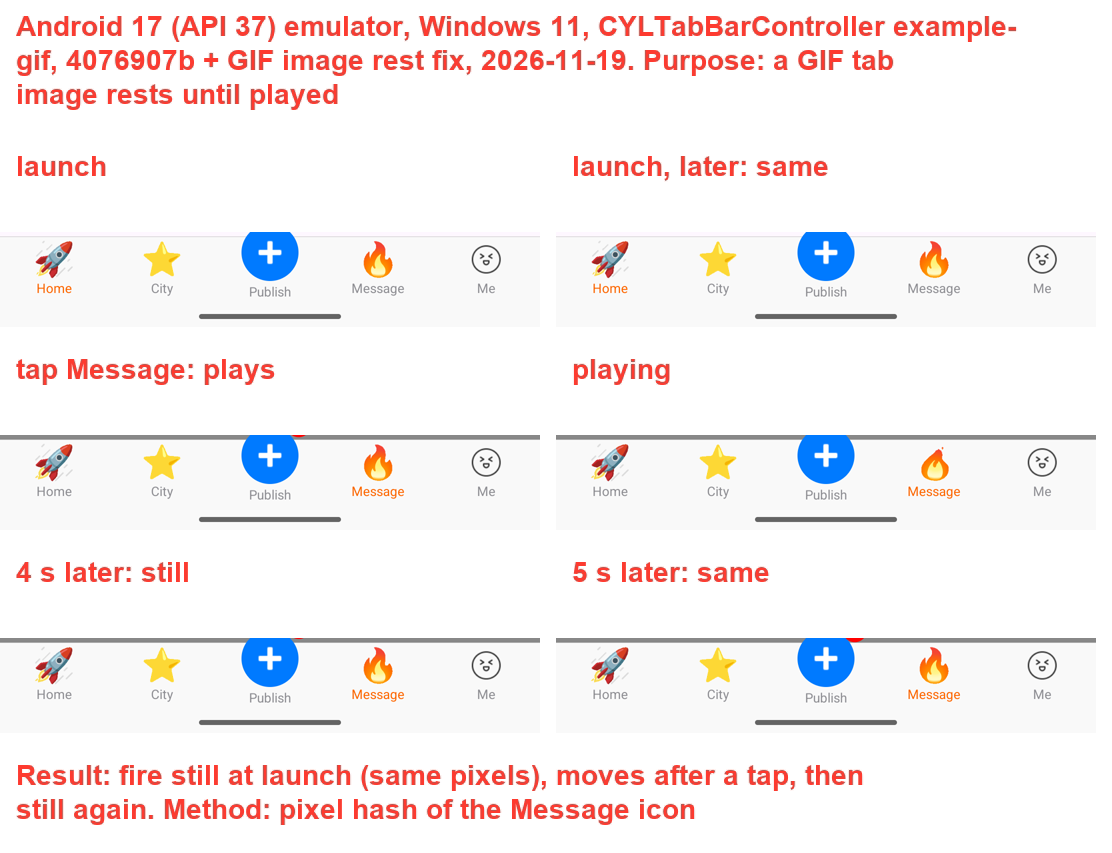 Android 17 (API 37) emulator, Windows 11, CYLTabBarController example-
gif, 4076907b + GIF image rest fix, 2026-11-19. Purpose: a GIF tab
image rests until played
launch
launch, later: same
Home City Publish Message Me
Home City Publish Message Me
tap Message: plays
playing
Home City Publish Message Me
Home City Publish Message Me
4 s later: still
5 s later: same
Home City Publish Message Me
Home City Publish Message Me
Result: fire still at launch (same pixels), moves after a tap, then
still again. Method: pixel hash of the Message icon